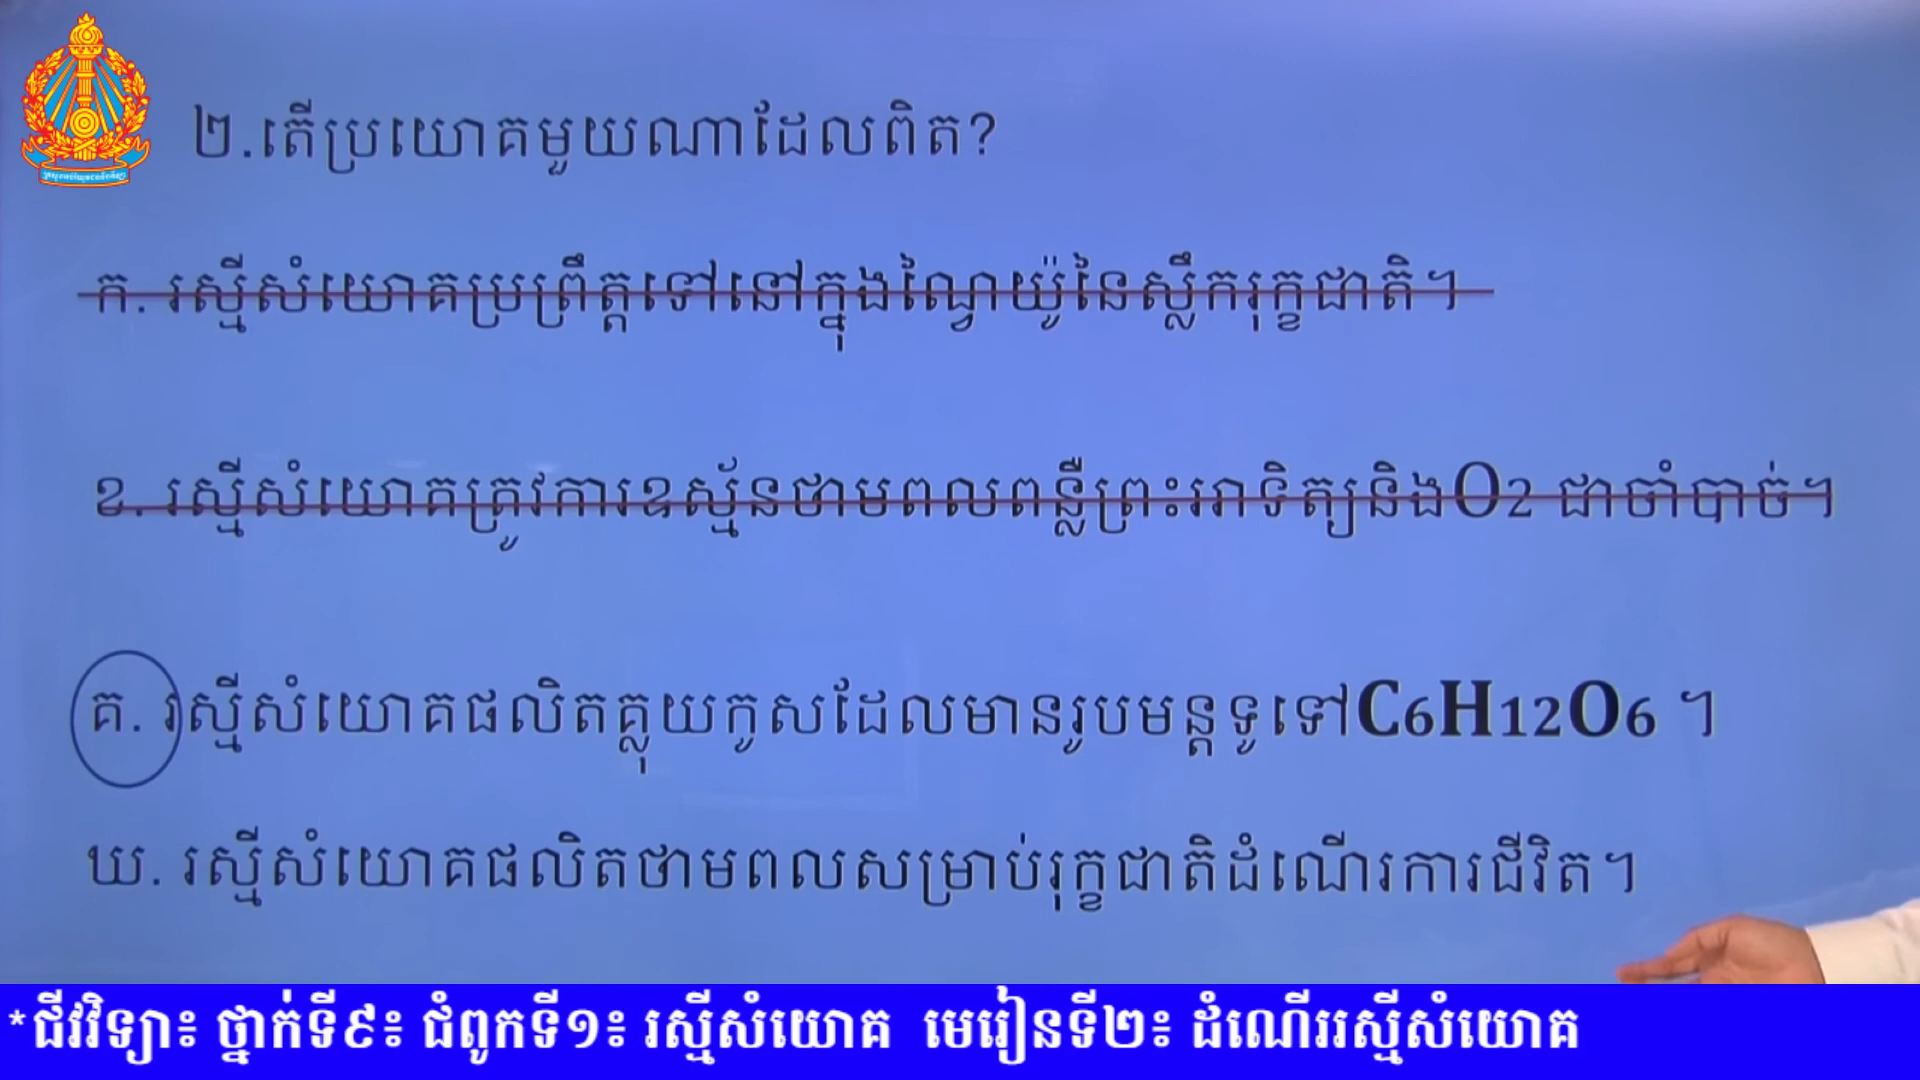 ២.តើប្រយោគមួយណាដែលពិត?
ក. រស្មីសំយោគប្រព្រឹត្តទៅនៅក្នុងណ្វៃយ៉ូនៃស្លឹករុក្ខជាតិ។
ខ. រស្មីសំយោគត្រូវការឧស្ម័នថាមពលពន្លឺព្រះអាទិត្យនិងO2 ជាចាំបាច់។
គ. រស្មីសំយោគផលិតគ្លុយកូសដែលមានរូបមន្តទូទៅC6H12O6 ។
ឃ. រស្មីសំយោគផលិតថាមពលសម្រាប់រុក្ខជាតិដំណើរការជីវិត។
*ជីវវិទ្យា៖ ថ្នាក់ទី៩៖ ជំពូកទី១៖ រស្មីសំយោគ មេរៀនទី២៖ ដំណើររស្មីសំយោគ